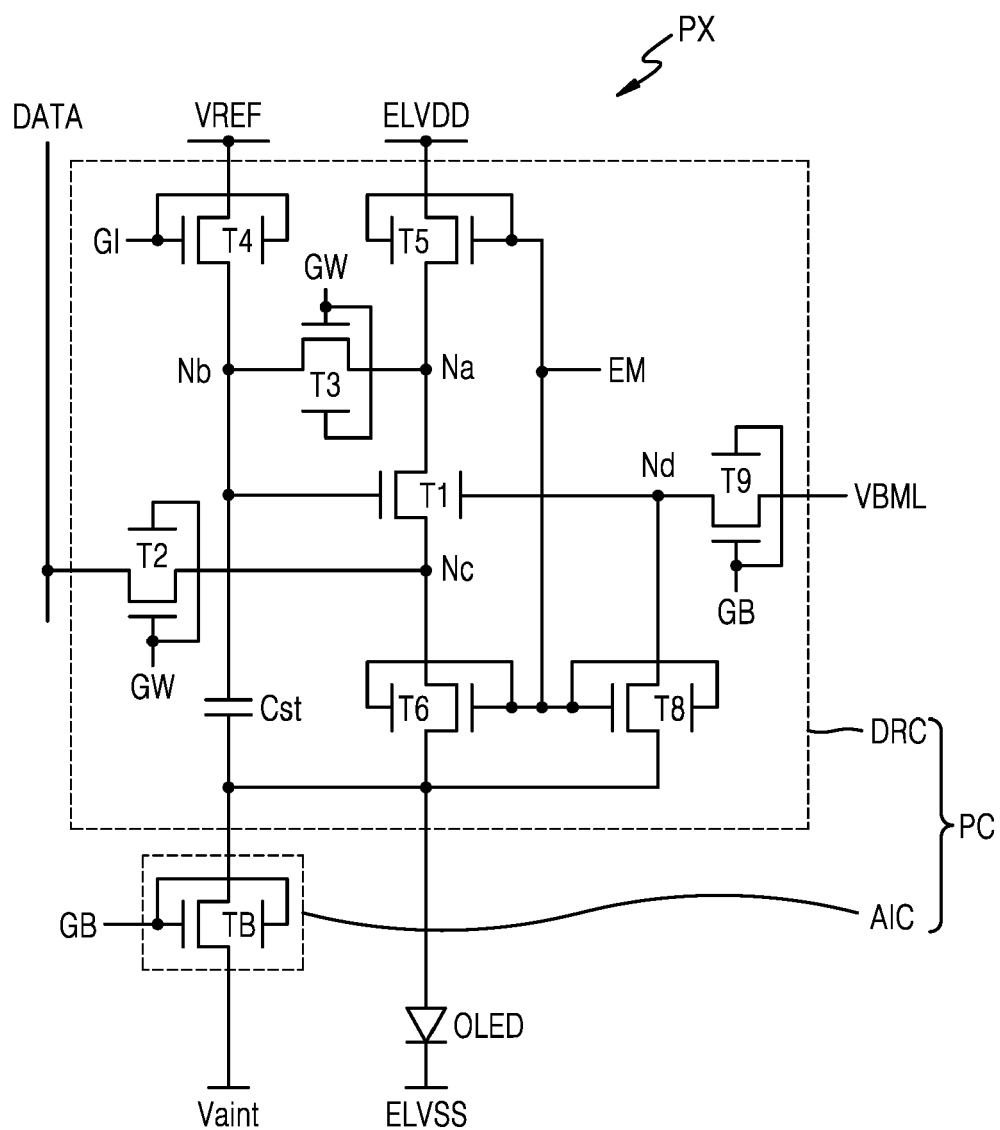 PX
DATA
VREF
ELVDD
GI
T4
T5
GW
Nb
T3
Na
EM
Nd
T9
T1
VBML
T2
Nc
GB
GW
Cst
T6
T8
DRC
PC
GB
TB
AIC
OLED
Vaint
ELVSS